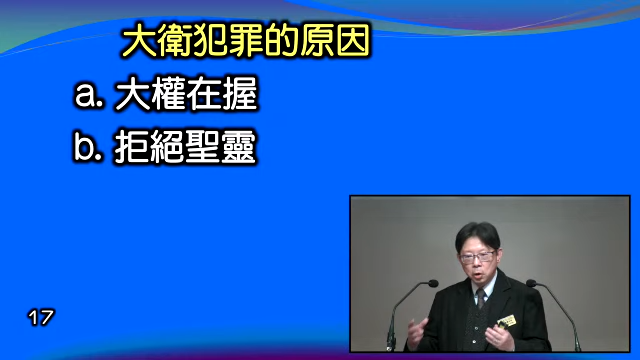 大衛犯罪的原因
a. 大權在握
b. 拒絕聖靈
17